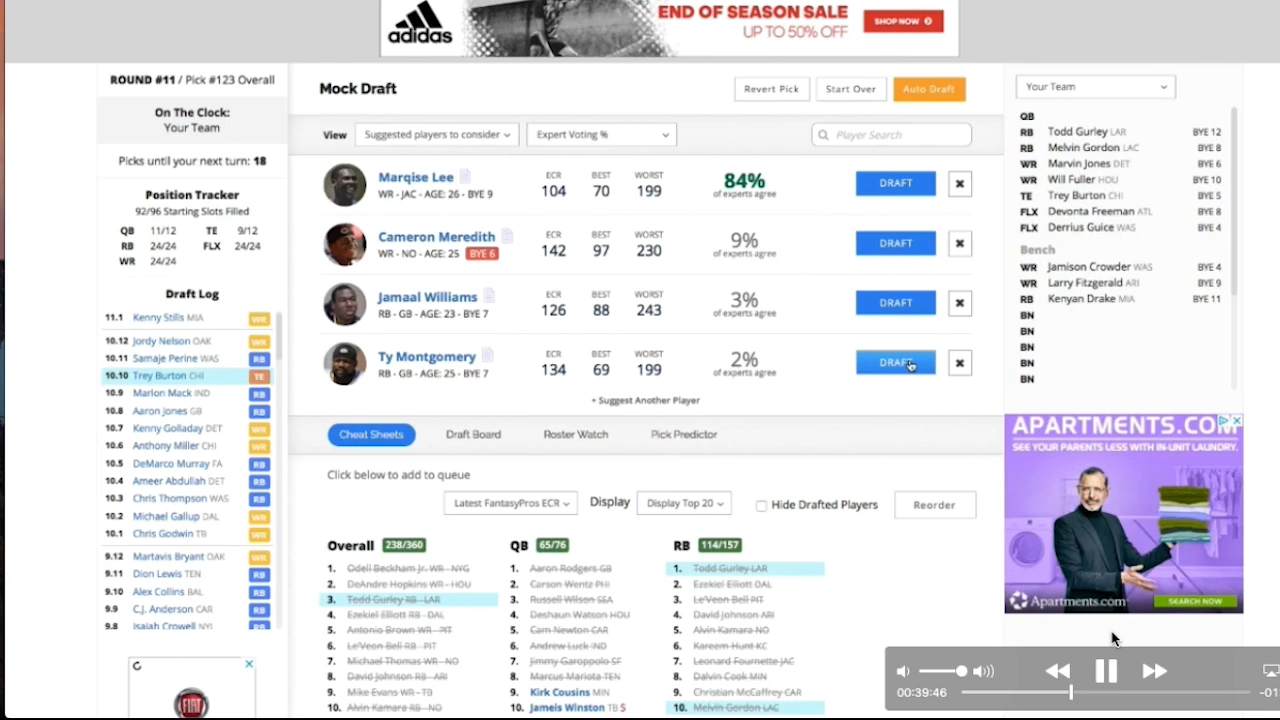 adidas
END OF SEASON SALE
UP TO 50% OFF
SHOP NOW
ROUND #11 / Pick #123 Overall
On The Clock:
Your Team
Picks until your next turn: 18
Position Tracker
92/96 Starting Slots Filled
QB 11/12 TE 9/12
RB 24/24 FLX 24/24
WR 24/24
Draft Log
11.1 Kenny Stills MIA WR
10.12 Jordy Nelson OAK WR
10.11 Samaje Perine WAS RB
10.10 Trey Burton CHI TE
10.9 Marlon Mack IND RB
10.8 Aaron Jones GB RB
10.7 Kenny Golladay DET WR
10.6 Anthony Miller CHI WR
10.5 DeMarco Murray FA RB
10.4 Ameer Abdullah DET RB
10.3 Chris Thompson WAS RB
10.2 Michael Gallup DAL WR
10.1 Chris Godwin TB WR
9.12 Martavis Bryant OAK WR
9.11 Dion Lewis TEN RB
9.10 Alex Collins BAL RB
9.9 C.J. Anderson CAR RB
9.8 Isaiah Crowell NYJ RB
FIAT
Mock Draft
Revert Pick
Start Over
Auto Draft
View
Suggested players to consider
Expert Voting %
Player Search
Marqise Lee ECR BEST WORST 84%
WR - JAC - AGE: 26 - BYE 9 104 70 199 of experts agree DRAFT
Cameron Meredith ECR BEST WORST 9%
WR - NO - AGE: 25 BYE 6 142 97 230 of experts agree DRAFT
Jamaal Williams ECR BEST WORST 3%
RB - GB - AGE: 23 - BYE 7 126 88 243 of experts agree DRAFT
Ty Montgomery ECR BEST WORST 2%
RB - GB - AGE: 25 - BYE 7 134 69 199 of experts agree DRAFT
+ Suggest Another Player
Cheat Sheets
Draft Board
Roster Watch
Pick Predictor
Click below to add to queue
Latest FantasyPros ECR
Display
Display Top 20
Hide Drafted Players
Reorder
Overall 238/360
1. Odell Beckham Jr. WR - NYG
2. DeAndre Hopkins WR - HOU
3. Todd Gurley RB - LAR
4. Ezekiel Elliott RB - DAL
5. Antonio Brown WR - PIT
6. Le'Veon Bell RB - PIT
7. Michael Thomas WR - NO
8. David Johnson RB - ARI
9. Mike Evans WR - TB
10. Alvin Kamara RB - NO
QB 65/76
1. Aaron Rodgers GB
2. Carson Wentz PHI
3. Russell Wilson SEA
4. Deshaun Watson HOU
5. Cam Newton CAR
6. Andrew Luck IND
7. Jimmy Garoppolo SF
8. Marcus Mariota TEN
9. Kirk Cousins MIN
10. Jameis Winston TB S
RB 114/157
1. Todd Gurley LAR
2. Ezekiel Elliott DAL
3. Le'Veon Bell PIT
4. David Johnson ARI
5. Alvin Kamara NO
6. Kareem Hunt KC
7. Leonard Fournette JAC
8. Dalvin Cook MIN
9. Christian McCaffrey CAR
10. Melvin Gordon LAC
Your Team
QB
RB Todd Gurley LAR BYE 12
RB Melvin Gordon LAC BYE 8
WR Marvin Jones DET BYE 6
WR Will Fuller HOU BYE 10
TE Trey Burton CHI BYE 5
FLX Devonta Freeman ATL BYE 8
FLX Derrius Guice WAS BYE 4
Bench
WR Jamison Crowder WAS BYE 4
WR Larry Fitzgerald ARI BYE 9
RB Kenyan Drake MIA BYE 11
BN
BN
BN
BN
BN
APARTMENTS.COM
SEE YOUR PARENTS LESS WITH IN-UNIT LAUNDRY.
Apartments.com
SEARCH NOW
00:39:46
-01